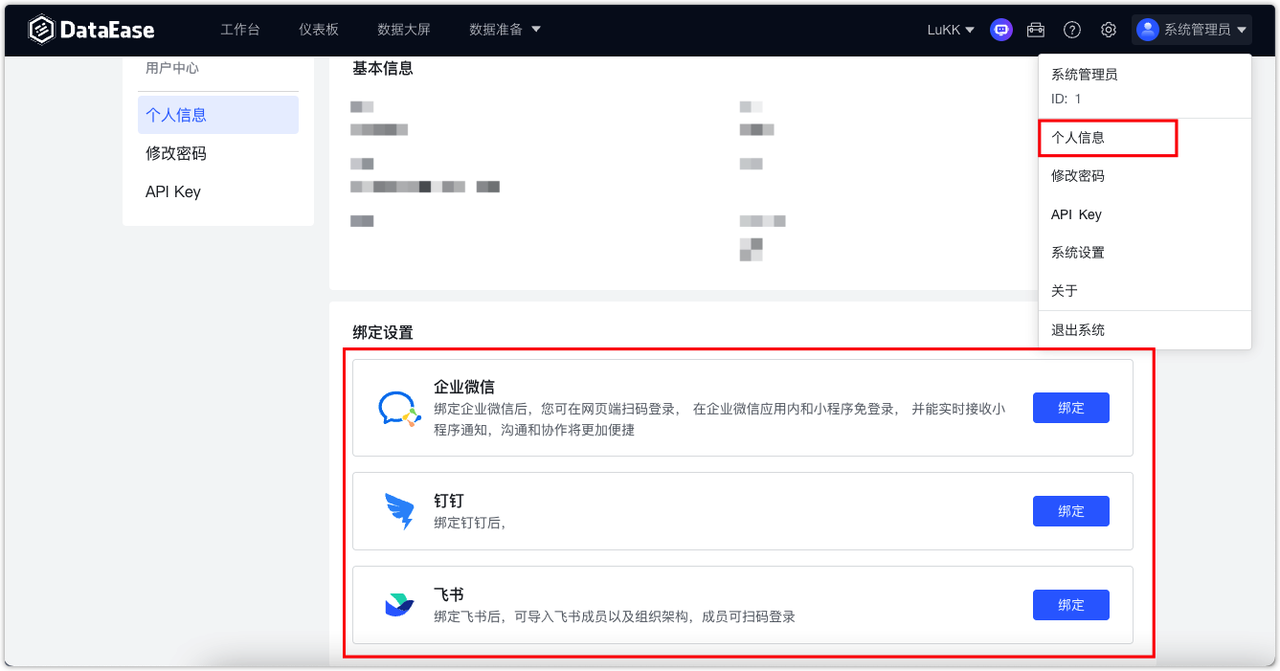 DataEase
工作台 仪表板 数据大屏 数据准备 LuKK 系统管理员
用户中心
个人信息
修改密码
API Key
基本信息
系统管理员
ID: 1
个人信息
修改密码
API Key
系统设置
关于
退出系统
绑定设置
企业微信
绑定企业微信后，您可在网页端扫码登录， 在企业微信应用内和小程序免登录， 并能实时接收小
程序通知，沟通和协作将更加便捷
绑定
钉钉
绑定钉钉后，
绑定
飞书
绑定飞书后，可导入飞书成员以及组织架构，成员可扫码登录
绑定